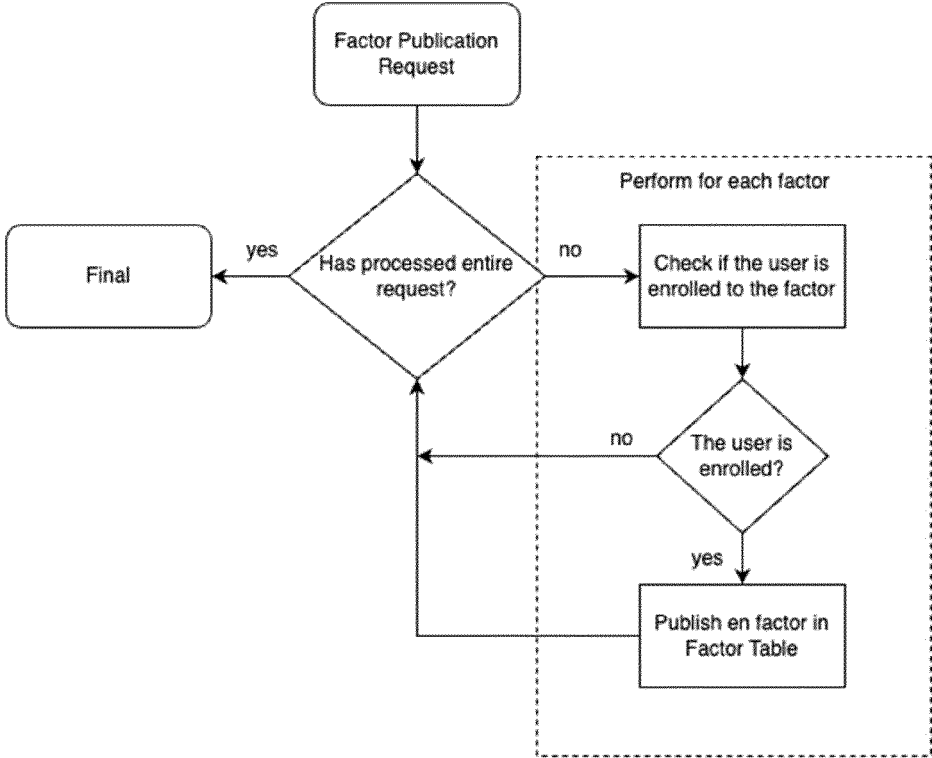 Factor Publication
Request
Perform for each factor
yes
no
Final
Has processed entire
request?
Check if the user is
enrolled to the factor
no
The user is
enrolled?
yes
Publish en factor in
Factor Table